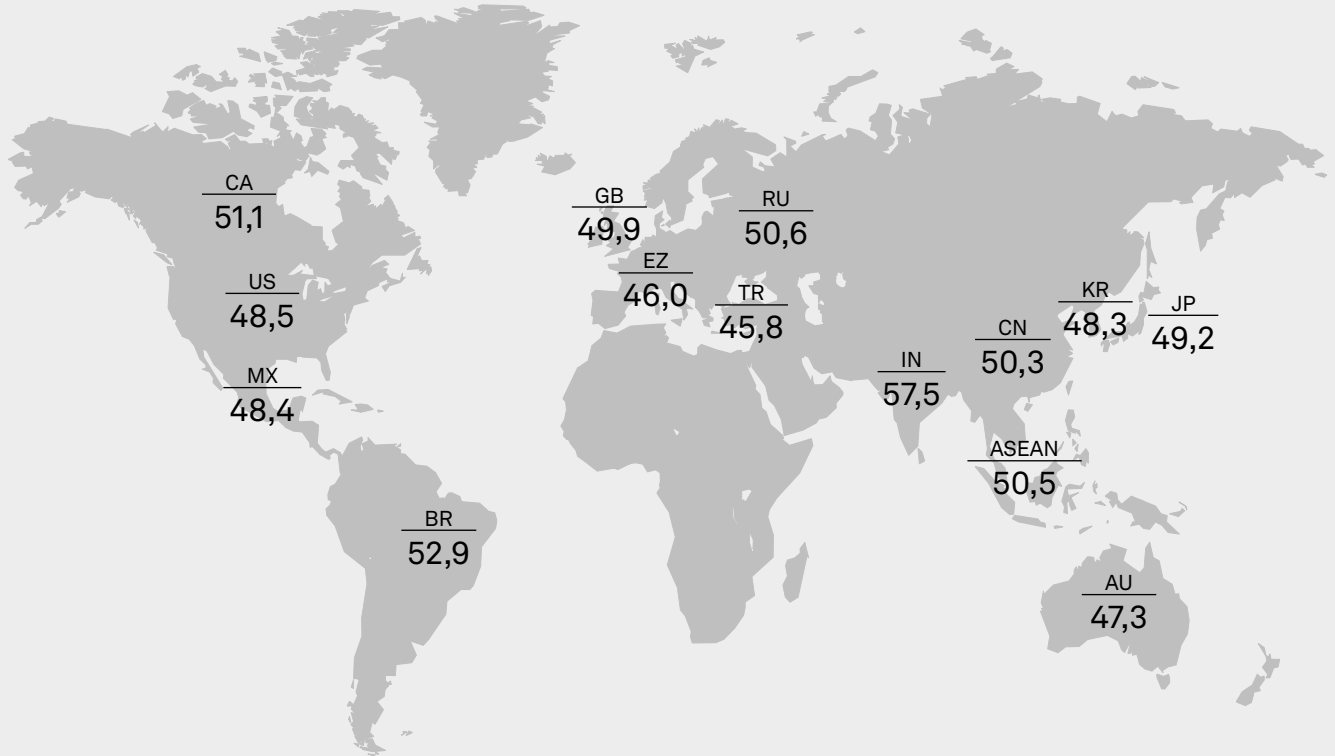 CA
51,1
GB
49,9
RU
50,6
EZ
46,0
US
48,5
TR
45,8
KR
48,3
JP
49,2
CN
50,3
IN
57,5
MX
48,4
ASEAN
50,5
BR
52,9
AU
47,3